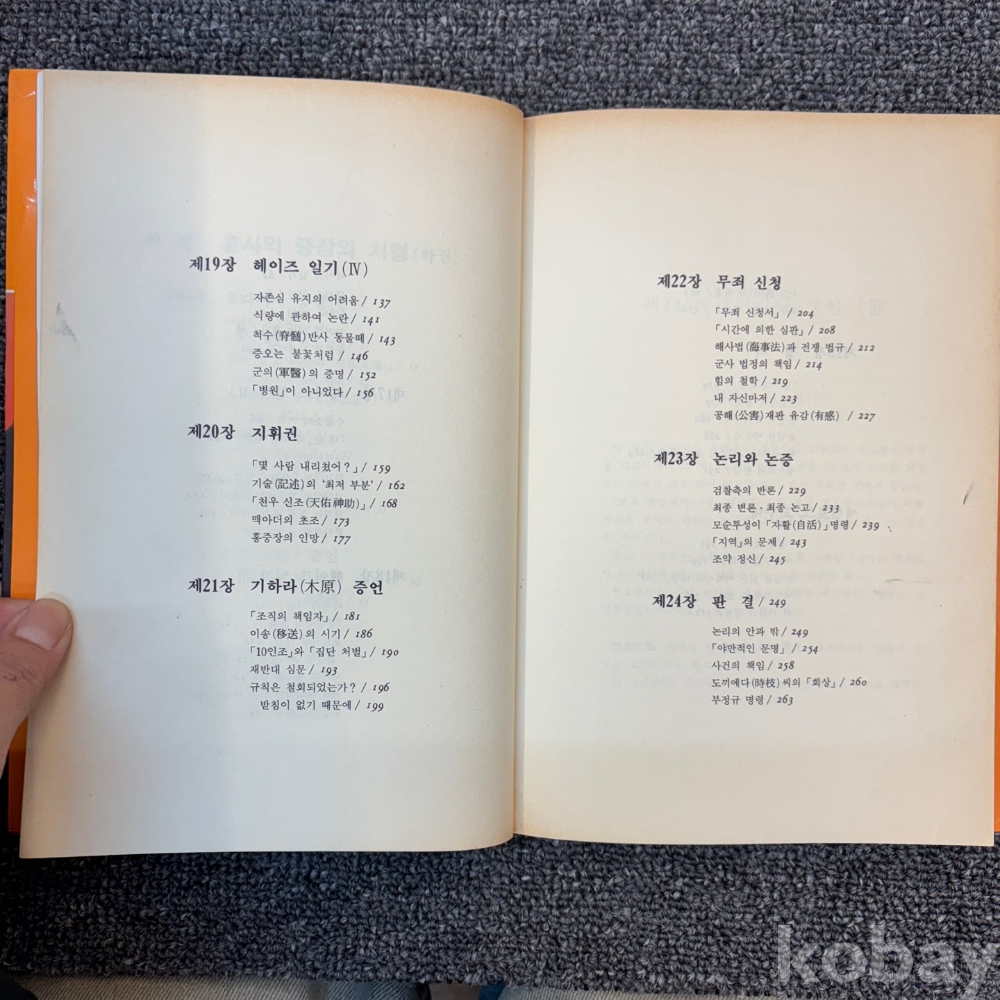 제19장 헤이즈 일기(Ⅳ)
자존심 유지의 어려움 / 137
식량에 관하여 논란 / 141
척수(脊髓)반사 동물떼 / 143
증오는 불꽃처럼 / 146
군의(軍醫)의 증명 / 152
「병원」이 아니었다 / 156
제20장 지휘권
「몇 사람 내리쳤어?」/ 159
기술(記述)의 ‘최저 부분’ / 162
「천우 신조(天佑神助)」/ 168
맥아더의 초조 / 173
홍중장의 인망 / 177
제21장 기하라(木原) 증언
「조직의 책임자」/ 181
이송(移送)의 시기 / 186
「10인조」와 「집단 처벌」/ 190
재반대 심문 / 193
규칙은 철회되었는가? / 196
받침이 없기 때문에 / 199
제22장 무죄 신청
「무죄 신청서」/ 204
「시간에 의한 심판」/ 208
해사법(海事法)과 전쟁 법규 / 212
군사 법정의 책임 / 214
힘의 철학 / 219
내 자신마저 / 223
공해(公害)재판 유감(有感) / 227
제23장 논리와 논증
검찰측의 반론 / 229
최종 변론·최종 논고 / 233
모순투성이「자활(自活)」명령 / 239
「지역」의 문제 / 243
조약 정신 / 245
제24장 판 결 / 249
논리의 안과 밖 / 249
「야만적인 문명」/ 254
사건의 책임 / 258
도끼에다(時枝)씨의 「회상」/ 260
부정규 명령 / 263
kobay